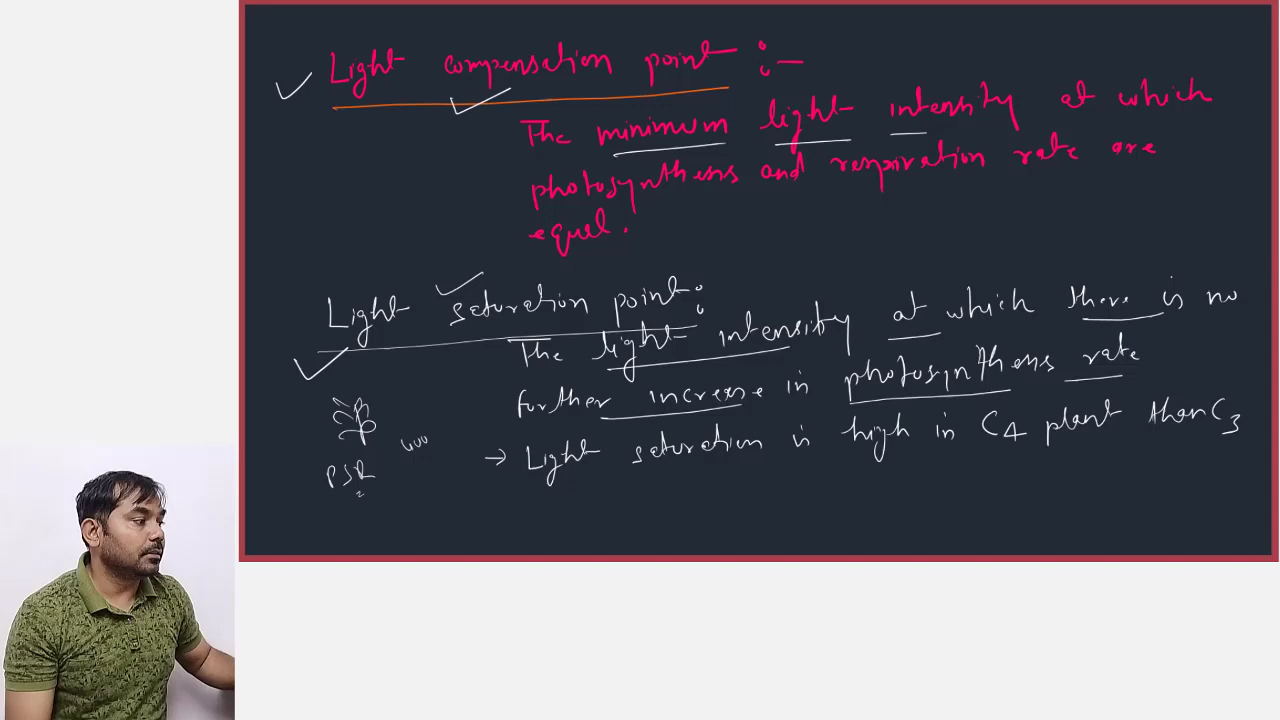 Light compensation point :-
The minimum light intensity at which
photosynthesis and respiration rate are
equal.
Light saturation point:
The light intensity at which there is no
further increase in photosynthesis rate
→ Light saturation is high in C4 plant than C3
PSR